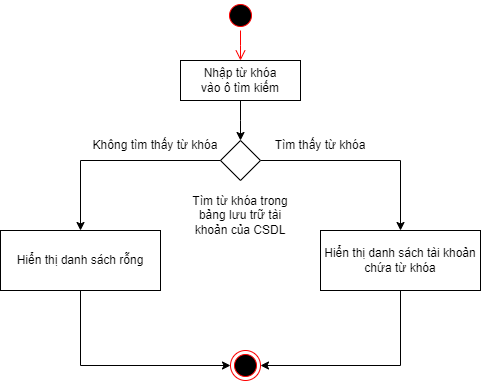 Nhập từ khóa
vào ô tìm kiếm
Không tìm thấy từ khóa
Tìm thấy từ khóa
Tìm từ khóa trong
bảng lưu trữ tài
khoản của CSDL
Hiển thị danh sách rỗng
Hiển thị danh sách tài khoản
chứa từ khóa